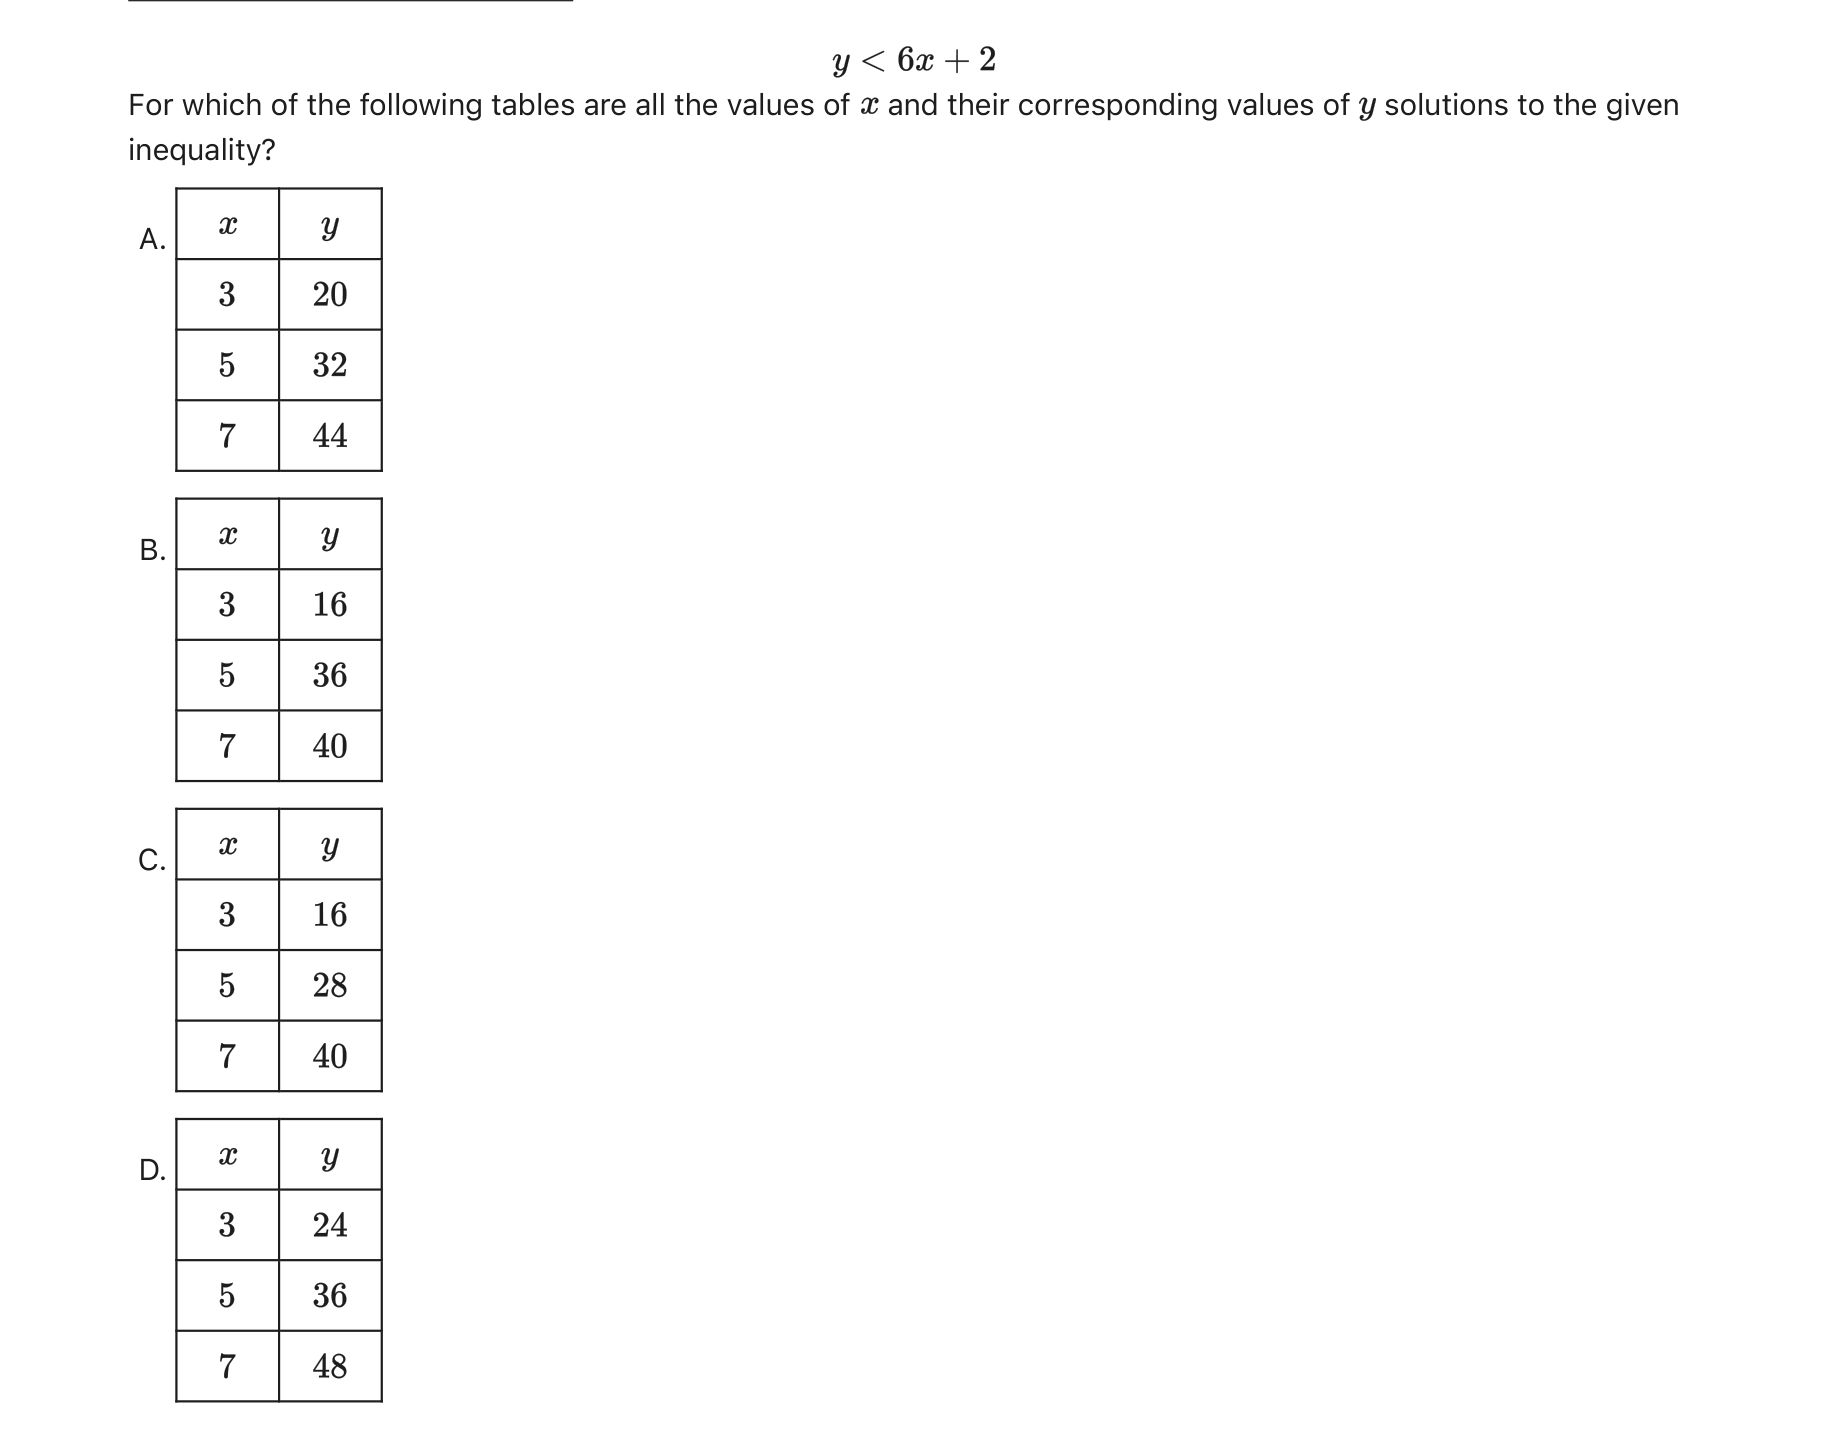 y < 6x + 2
For which of the following tables are all the values of x and their corresponding values of y solutions to the given
inequality?
A.
x y
3 20
5 32
7 44
B.
x y
3 16
5 36
7 40
C.
x y
3 16
5 28
7 40
D.
x y
3 24
5 36
7 48